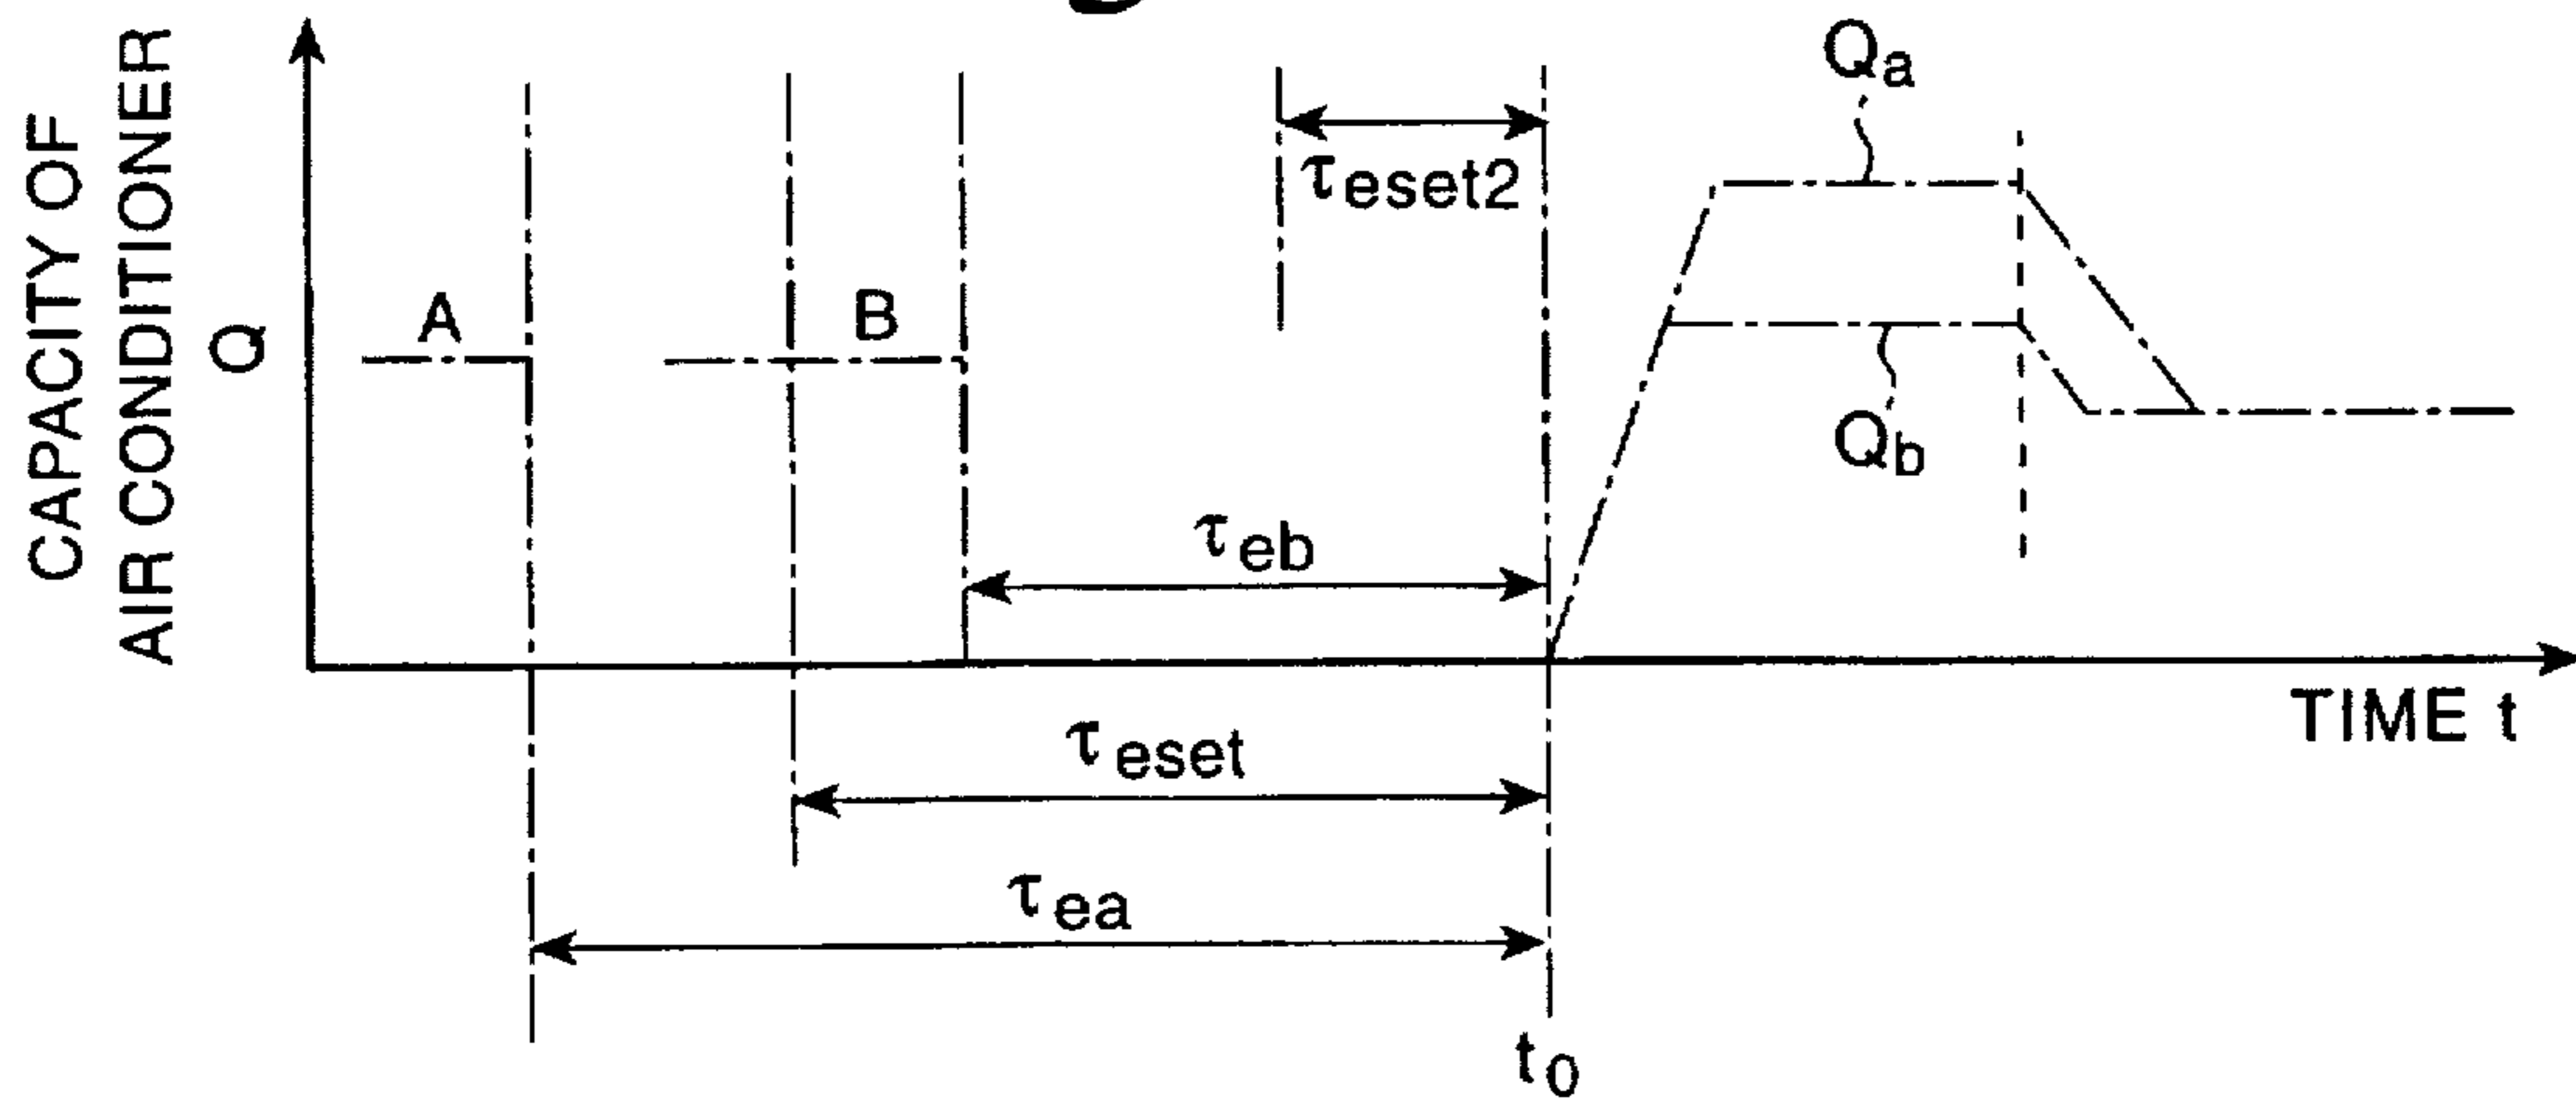 CAPACITY OF
AIR CONDITIONER
Q
A
B
τeset2
Qa
Qb
τeb
τeset
τea
TIME t
t0